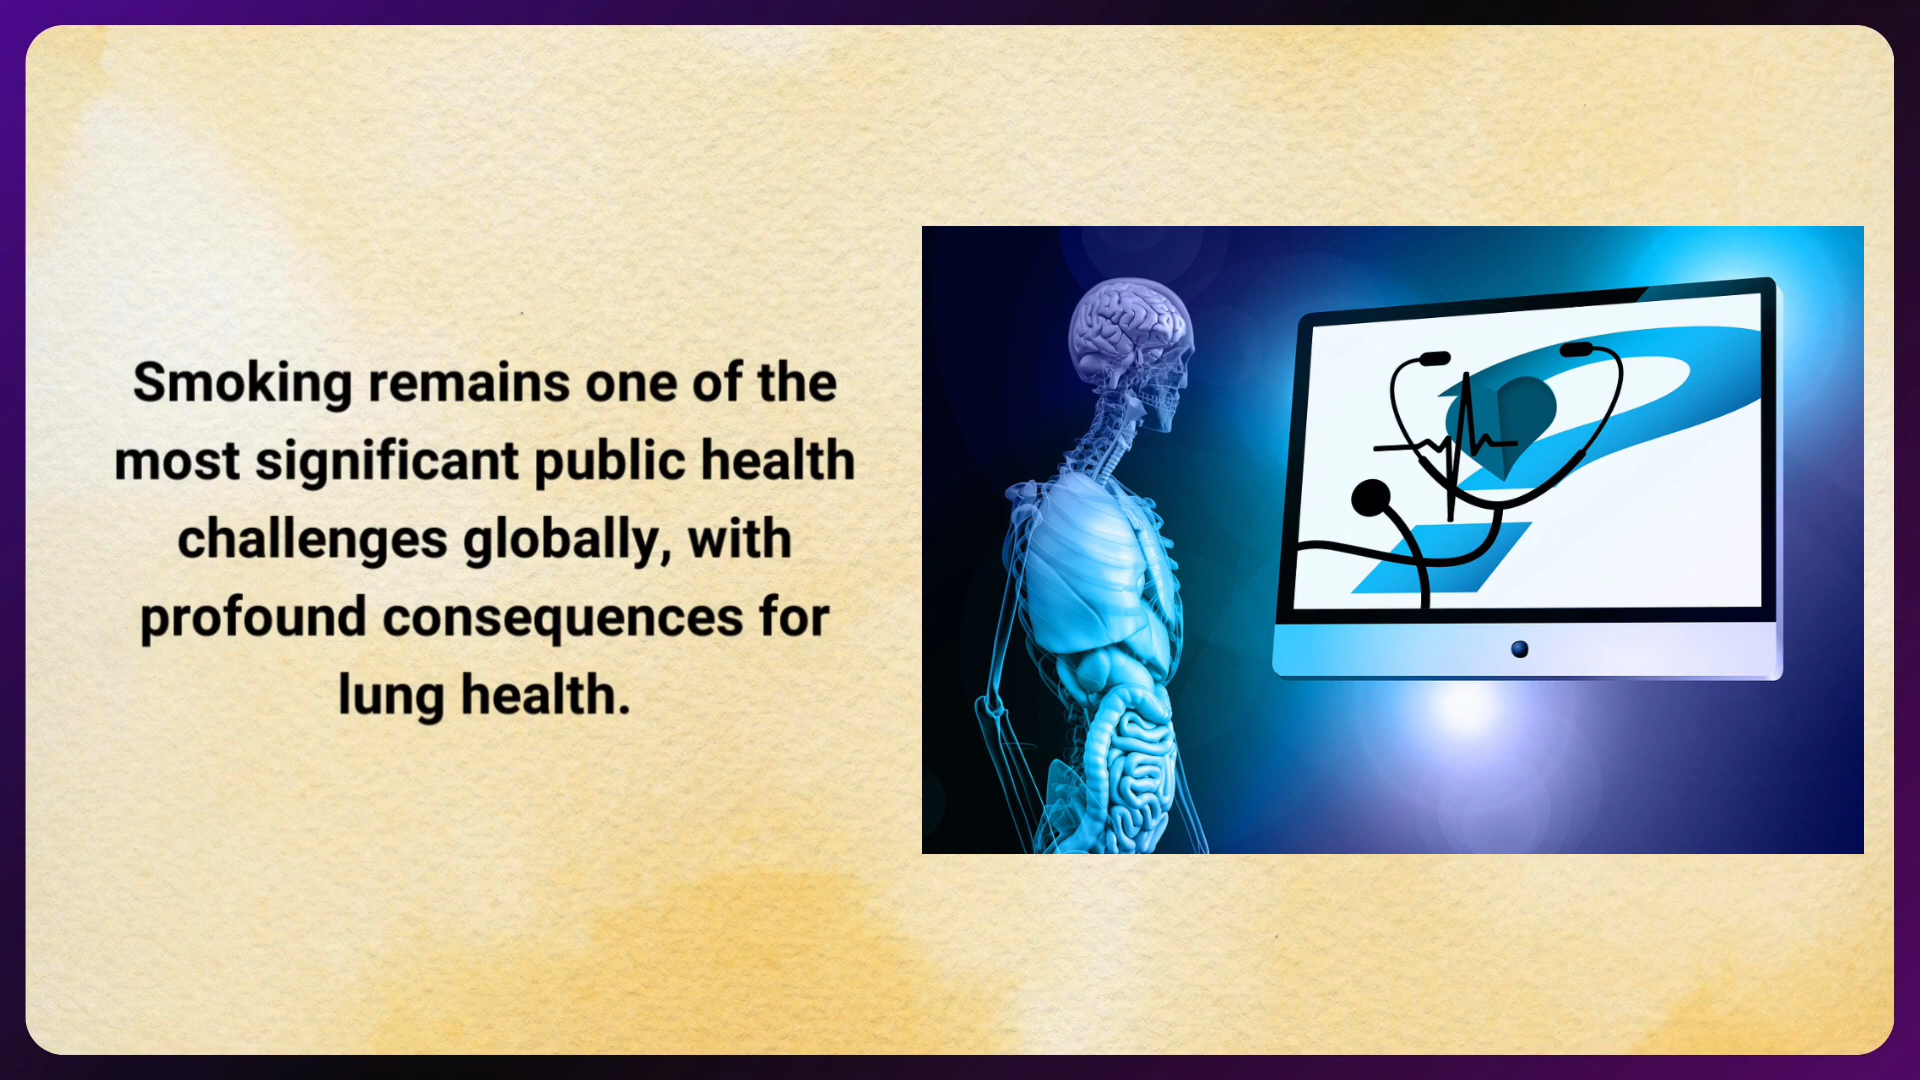 Smoking remains one of the
most significant public health
challenges globally, with
profound consequences for
lung health.